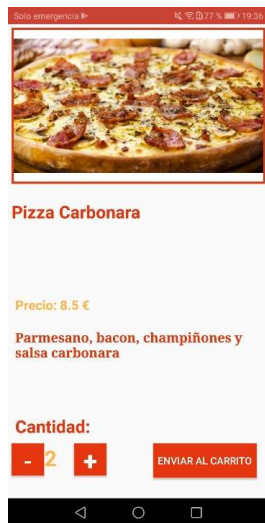 Solo emergencia 77 % 19:36
Pizza Carbonara
Precio: 8.5 €
Parmesano, bacon, champiñones y
salsa carbonara
Cantidad:
- 2 + ENVIAR AL CARRITO